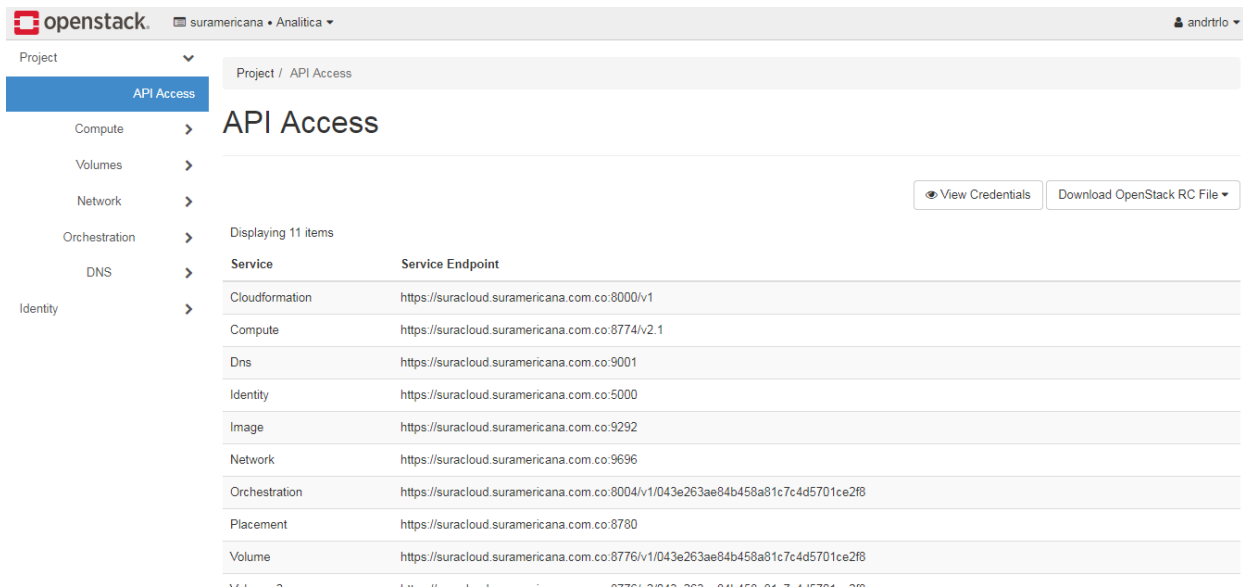 openstack. suramericana • Analitica andrtrlo
Project
API Access
Compute
Volumes
Network
Orchestration
DNS
Identity
Project / API Access
API Access
View Credentials Download OpenStack RC File
Displaying 11 items
Service Service Endpoint
Cloudformation https://suracloud.suramericana.com.co:8000/v1
Compute https://suracloud.suramericana.com.co:8774/v2.1
Dns https://suracloud.suramericana.com.co:9001
Identity https://suracloud.suramericana.com.co:5000
Image https://suracloud.suramericana.com.co:9292
Network https://suracloud.suramericana.com.co:9696
Orchestration https://suracloud.suramericana.com.co:8004/v1/043e263ae84b458a81c7c4d5701ce2f8
Placement https://suracloud.suramericana.com.co:8780
Volume https://suracloud.suramericana.com.co:8776/v1/043e263ae84b458a81c7c4d5701ce2f8